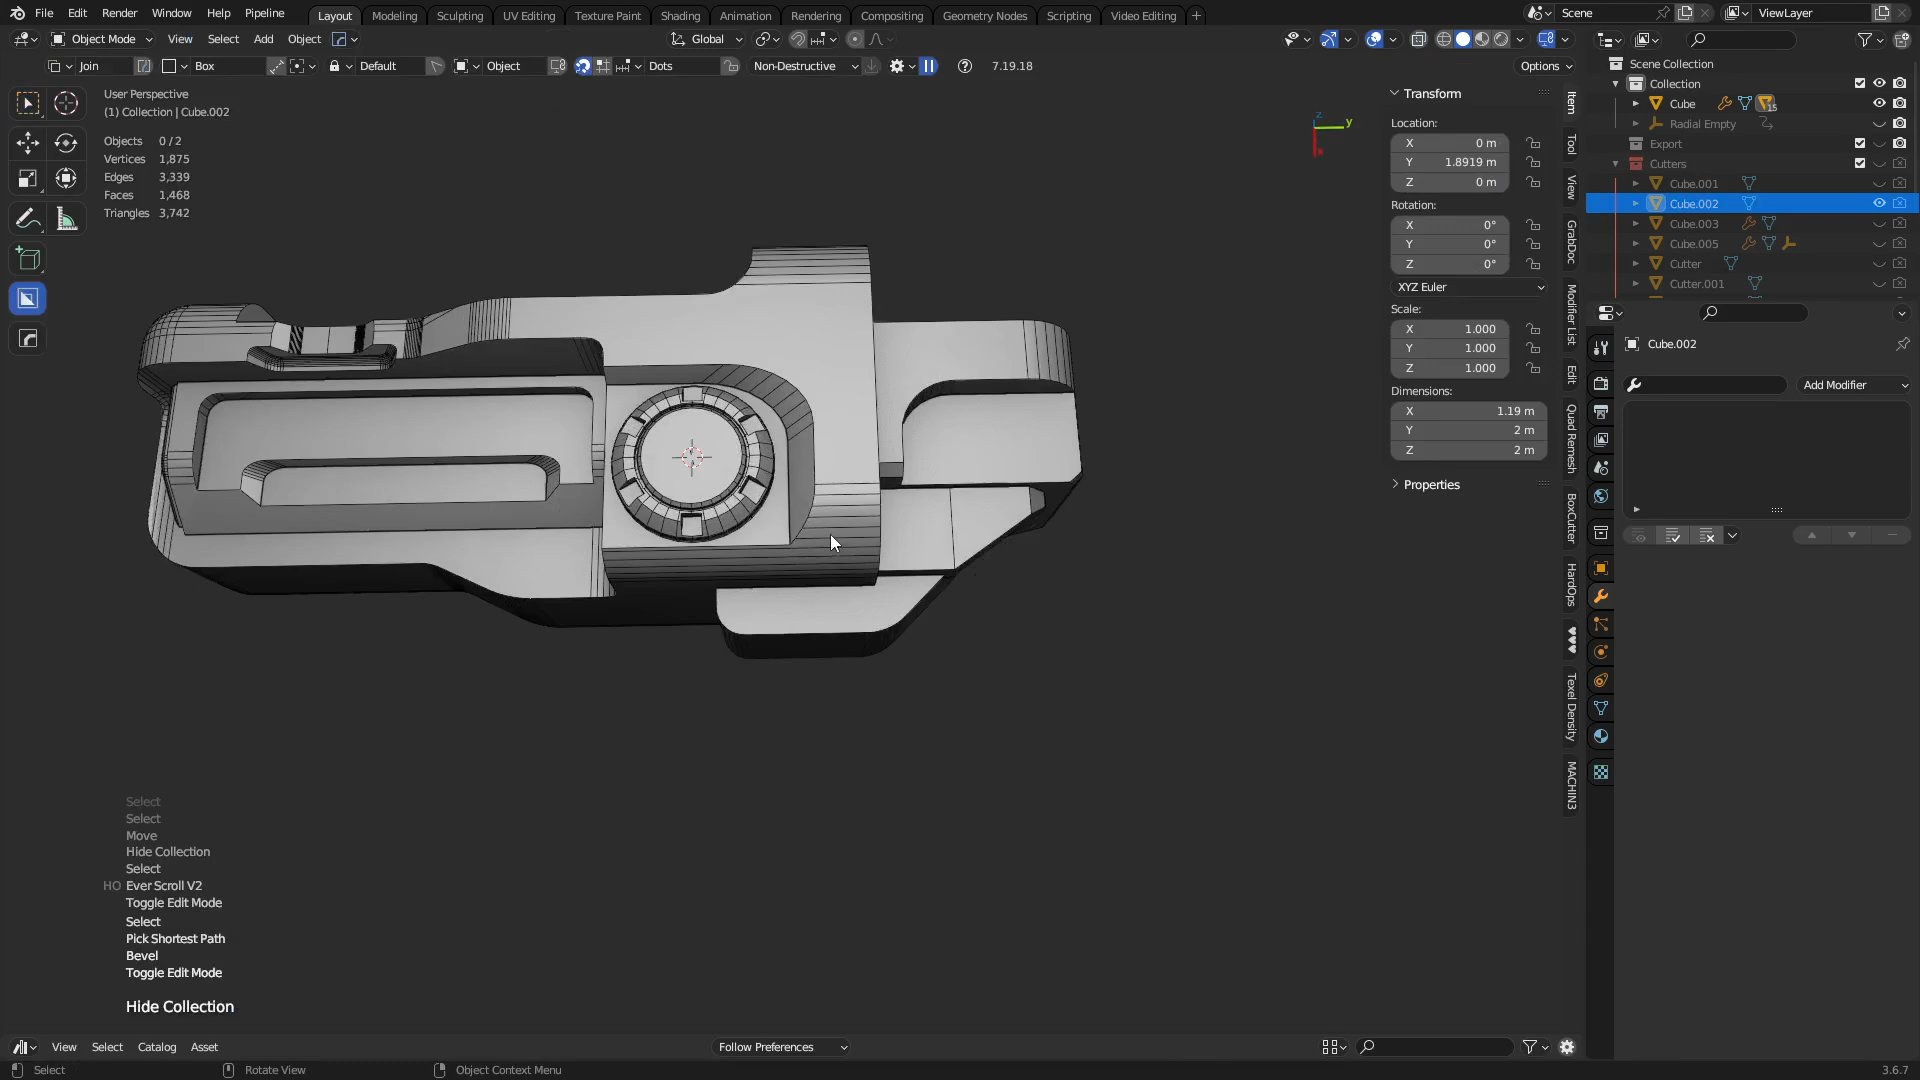 File Edit Render Window Help Pipeline Layout Modeling Sculpting UV Editing Texture Paint Shading Animation Rendering Compositing Geometry Nodes Scripting Video Editing + Scene ViewLayer
Object Mode View Select Add Object Global
Join Box Default Object Dots Non-Destructive 7.19.18 Options
User Perspective
(1) Collection | Cube.002
Objects 0 / 2
Vertices 1,875
Edges 3,339
Faces 1,468
Triangles 3,742
z
y
Transform
Location:
X 0 m
Y 1.8919 m
Z 0 m
Rotation:
X 0°
Y 0°
Z 0°
XYZ Euler
Scale:
X 1.000
Y 1.000
Z 1.000
Dimensions:
X 1.19 m
Y 2 m
Z 2 m
Properties
Item
Tool
View
GrabDoc
Modifier List
Edit
Quad Remesh
BoxCutter
HardOps
Texel Density
MACHIN3
Scene Collection
Collection
Cube 15
Radial Empty
Export
Cutters
Cube.001
Cube.002
Cube.003
Cube.005
Cutter
Cutter.001
Cube.002
Add Modifier
Select
Select
Move
Hide Collection
Select
HO Ever Scroll V2
Toggle Edit Mode
Select
Pick Shortest Path
Bevel
Toggle Edit Mode
Hide Collection
View Select Catalog Asset Follow Preferences
Select Rotate View Object Context Menu 3.6.7